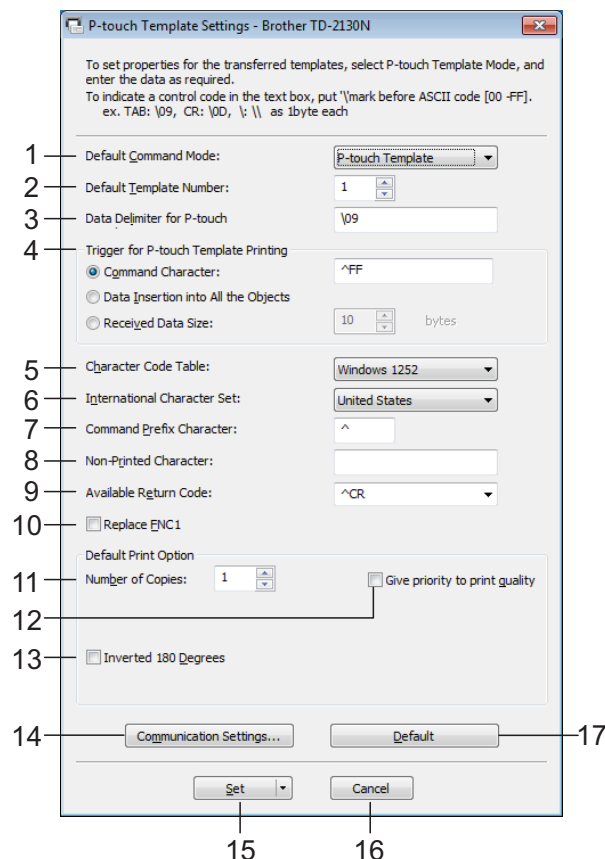 P-touch Template Settings - Brother TD-2130N
To set properties for the transferred templates, select P-touch Template Mode, and
enter the data as required.
To indicate a control code in the text box, put '\'mark before ASCII code [00 -FF].
ex. TAB: \09, CR: \0D, \: \\ as 1byte each
1 Default Command Mode: P-touch Template
2 Default Template Number: 1
3 Data Delimiter for P-touch \09
4 Trigger for P-touch Template Printing
Command Character: ^FF
Data Insertion into All the Objects
Received Data Size: 10 bytes
5 Character Code Table: Windows 1252
6 International Character Set: United States
7 Command Prefix Character: ^
8 Non-Printed Character:
9 Available Return Code: ^CR
10 Replace FNC1
Default Print Option
11 Number of Copies: 1 Give priority to print quality
12
13 Inverted 180 Degrees
14 Communication Settings... Default 17
Set Cancel
15 16